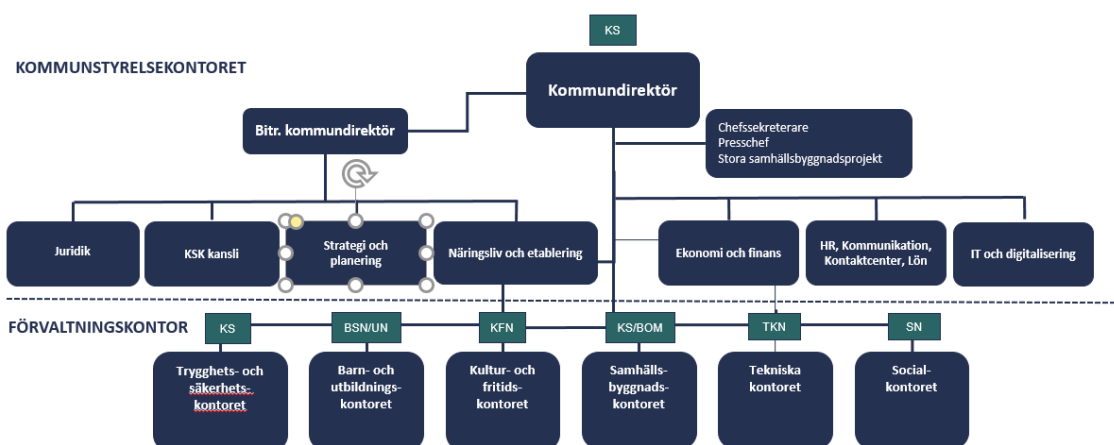 KS
KOMMUNSTYRELSEKONTORET
Kommundirektör
Bitr. kommundirektör
Chefssekreterare
Presschef
Stora samhällsbyggnadsprojekt
Juridik
KSK kansli
Strategi och
planering
Näringsliv och etablering
Ekonomi och finans
HR, Kommunikation,
Kontaktcenter, Lön
IT och digitalisering
FÖRVALTNINGSKONTOR
KS
BSN/UN
KFN
KS/BOM
TKN
SN
Trygghets- och
säkerhets-
kontoret
Barn- och
utbildnings-
kontoret
Kultur- och
fritids-
kontoret
Samhälls-
byggnads-
kontoret
Tekniska
kontoret
Social-
kontoret